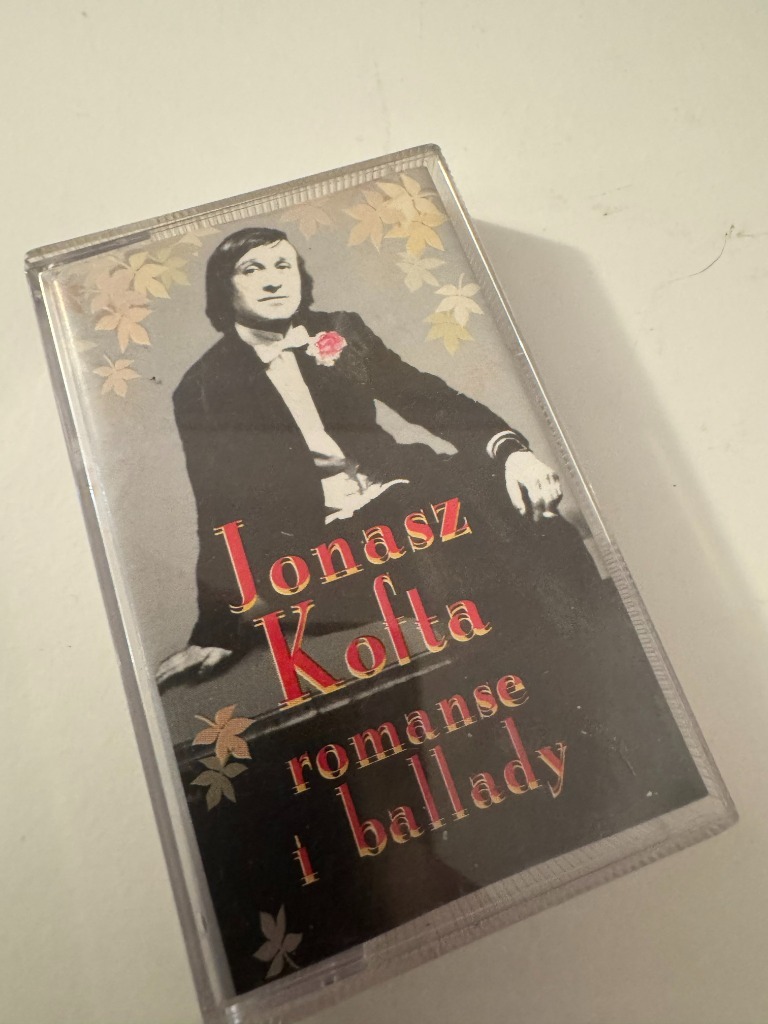 Jonasz
Kofta
romanse
i ballady